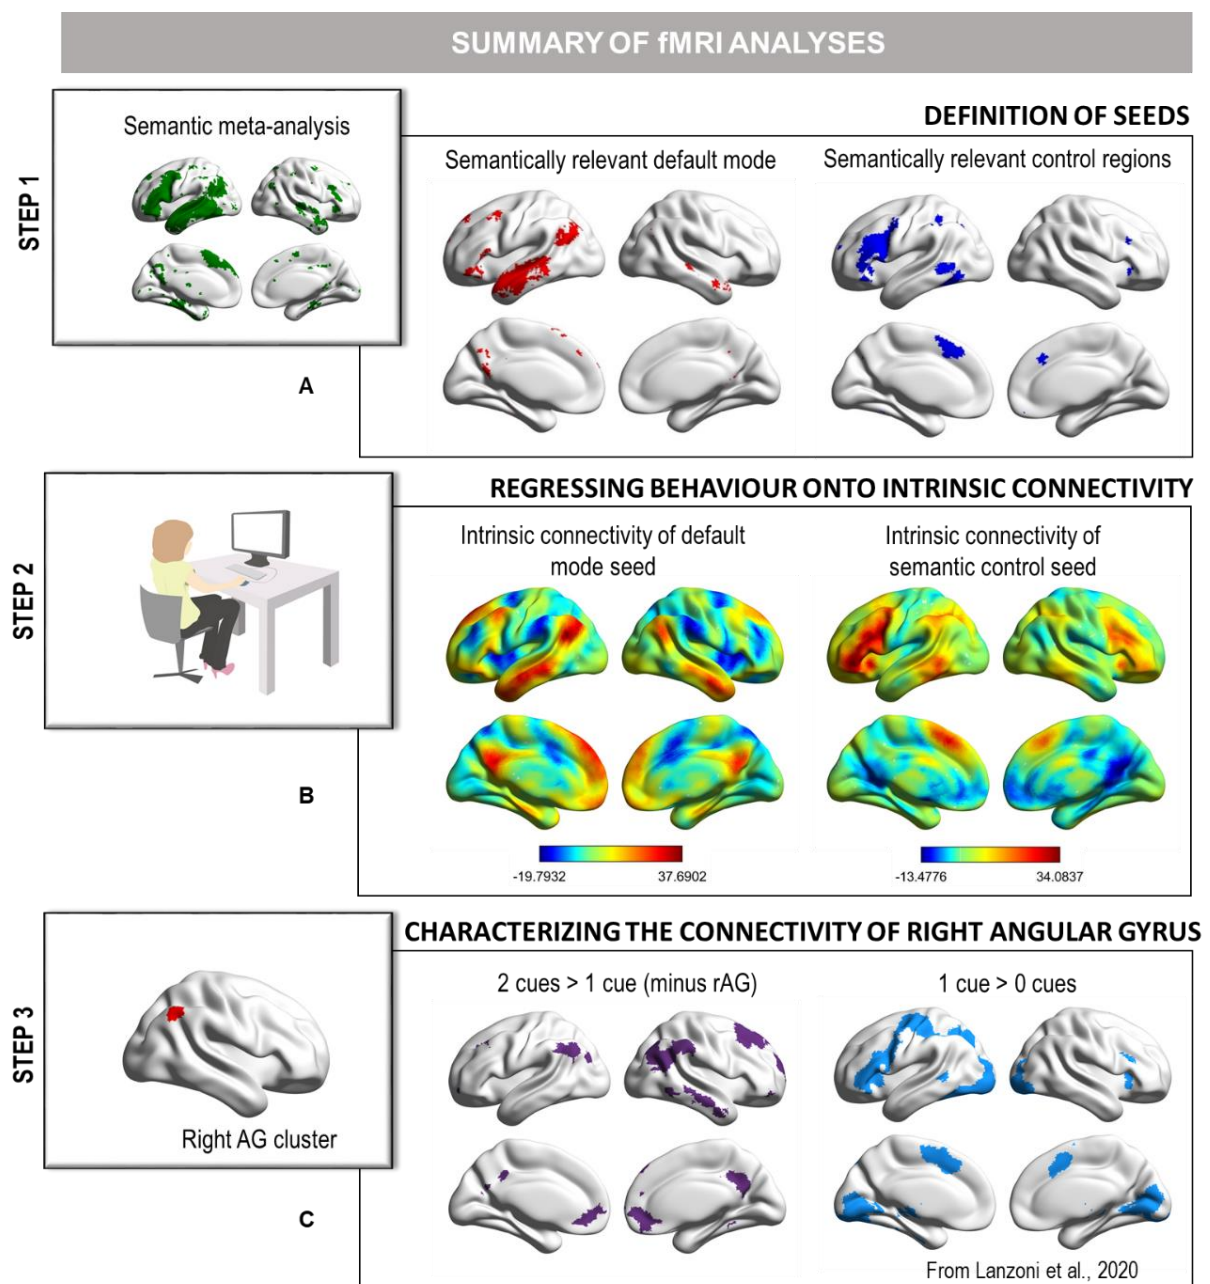 SUMMARY OF fMRI ANALYSES
STEP 1
Semantic meta-analysis
A
DEFINITION OF SEEDS
Semantically relevant default mode
Semantically relevant control regions
STEP 2
B
REGRESSING BEHAVIOUR ONTO INTRINSIC CONNECTIVITY
Intrinsic connectivity of default
mode seed
Intrinsic connectivity of
semantic control seed
-19.7932
37.6902
-13.4776
34.0837
STEP 3
Right AG cluster
C
CHARACTERIZING THE CONNECTIVITY OF RIGHT ANGULAR GYRUS
2 cues > 1 cue (minus rAG)
1 cue > 0 cues
From Lanzoni et al., 2020